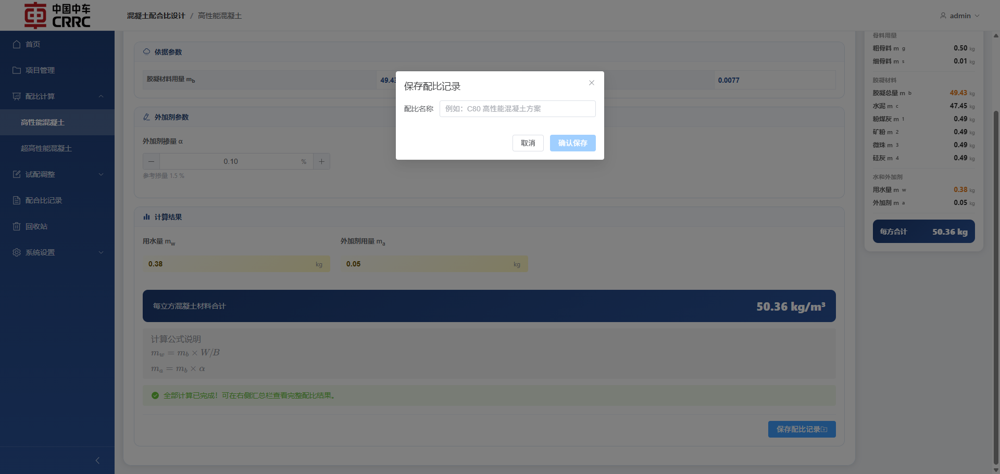 中国中车
CRRC
混凝土配合比设计 / 高性能混凝土
admin
首页
项目管理
配比计算
高性能混凝土
超高性能混凝土
试配调整
配合比记录
回收站
系统设置
依据参数
胶凝材料用量 mb
49.43
0.0077
外加剂参数
外加剂掺量 α
0.10 %
参考掺量 1.5 %
计算结果
用水量 mw
外加剂用量 ma
0.38 kg
0.05 kg
每立方混凝土材料合计
50.36 kg/m³
计算公式说明
mw = mb × W/B
ma = mb × α
全部计算已完成！可在右侧汇总栏查看完整配比结果。
保存配比记录
保存配比记录
配比名称
例如：C80 高性能混凝土方案
取消
确认保存
骨料用量
粗骨料 m g 0.50 kg
细骨料 m s 0.01 kg
胶凝材料
胶凝总量 m b 49.43 kg
水泥 m c 47.45 kg
粉煤灰 m 1 0.49 kg
矿粉 m 2 0.49 kg
微珠 m 3 0.49 kg
硅灰 m 4 0.49 kg
水和外加剂
用水量 m w 0.38 kg
外加剂 m a 0.05 kg
每方合计 50.36 kg